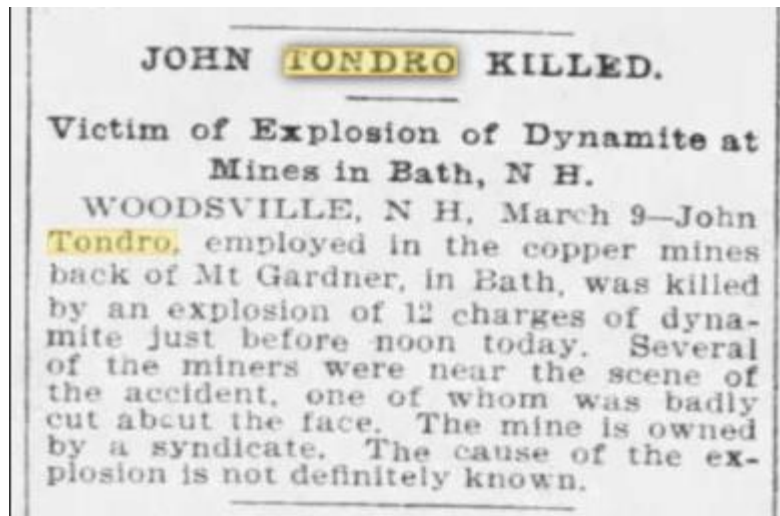 JOHN TONDRO KILLED.
Victim of Explosion of Dynamite at
Mines in Bath, N H.
WOODSVILLE, N H, March 9—John
Tondro, employed in the copper mines
back of Mt Gardner, in Bath, was killed
by an explosion of 12 charges of dyna-
mite just before noon today. Several
of the miners were near the scene of
the accident, one of whom was badly
cut about the face. The mine is owned
by a syndicate. The cause of the ex-
plosion is not definitely known.